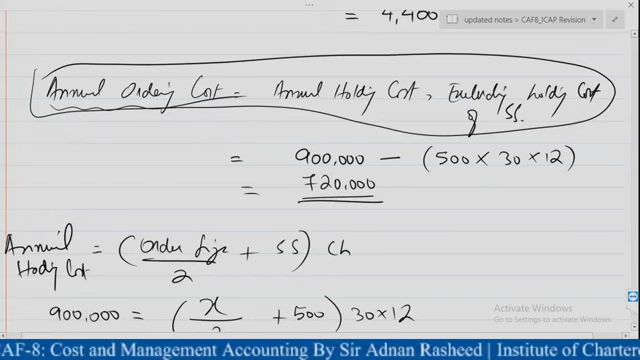 = 4,400
updated notes > CAF8_ICAP Revision
Annual Ordering Cost = Annual Holding Cost, Excluding holding Cost
of SS.
= 900,000 – (500 × 30 × 12)
= 720,000
Annual Hodig Cost = (Order Size / 2 + SS) Ch
900,000 = (x / 2 + 500) 30×12
Activate Windows
Go to Settings to activate Windows.
AF-8: Cost and Management Accounting By Sir Adnan Rasheed | Institute of Charter